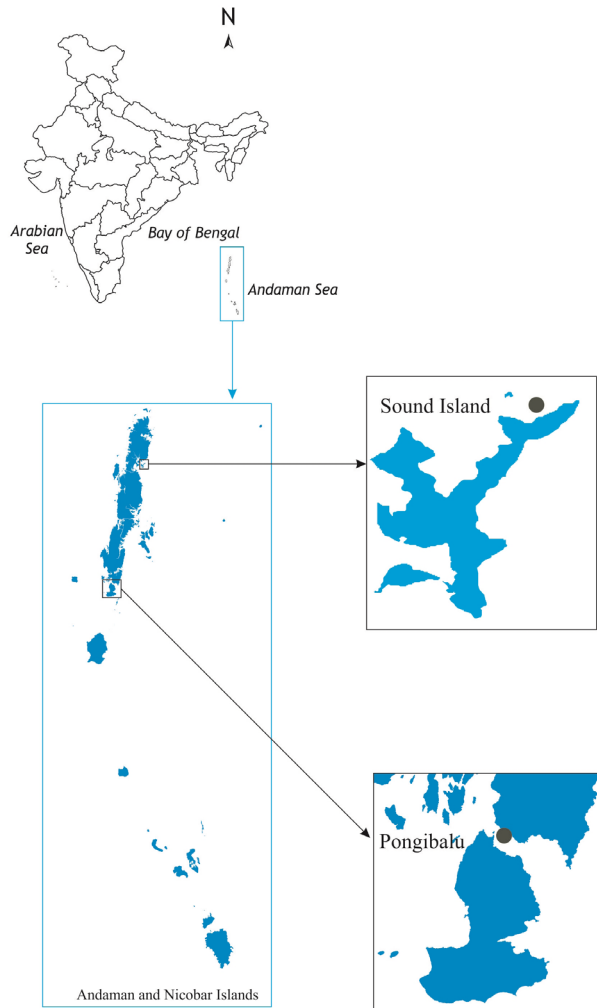 N
Arabian
Sea
Bay of Bengal
Andaman Sea
Sound Island
Pongibalu
Andaman and Nicobar Islands